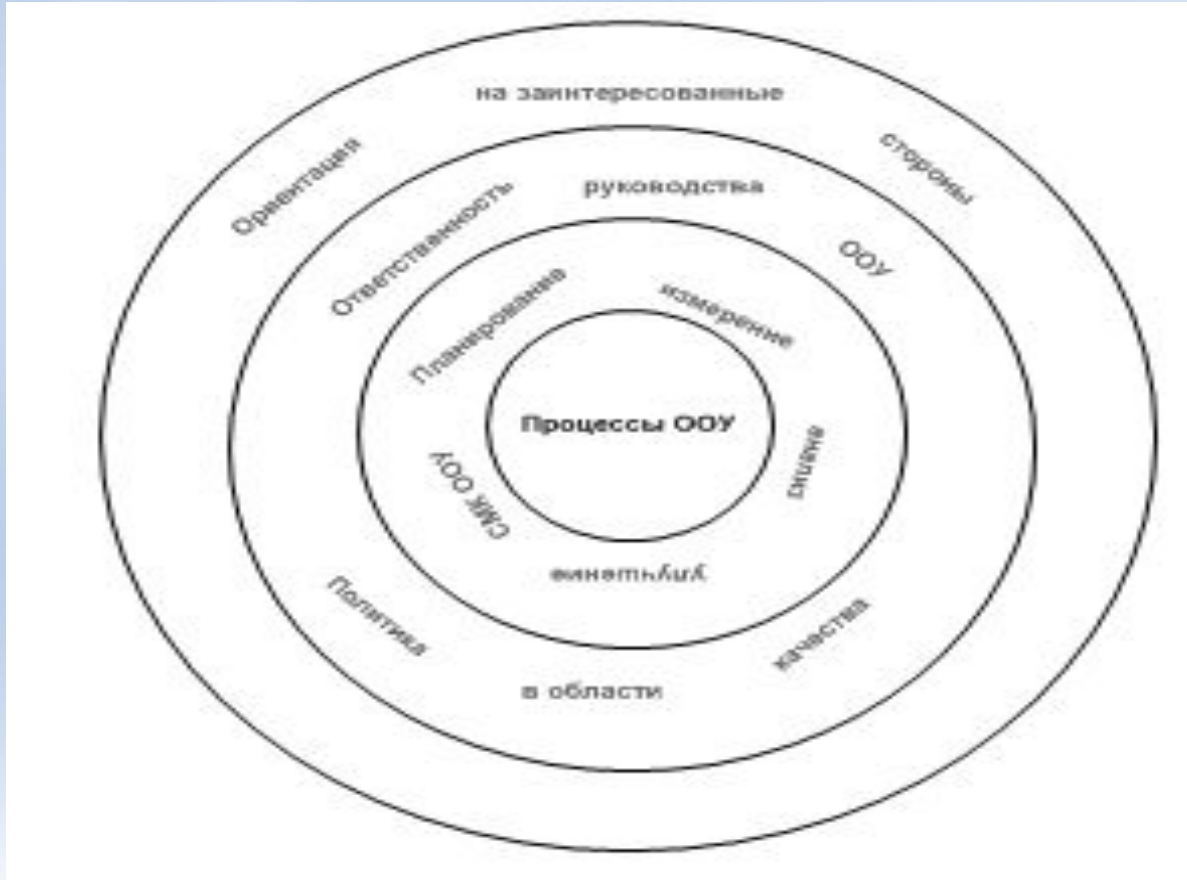 Ориентация на заинтересованные стороны
Ответственность руководства ООУ
Планирование измерение анализ улучшение СМК ООУ
Процессы ООУ
Политика в области качества